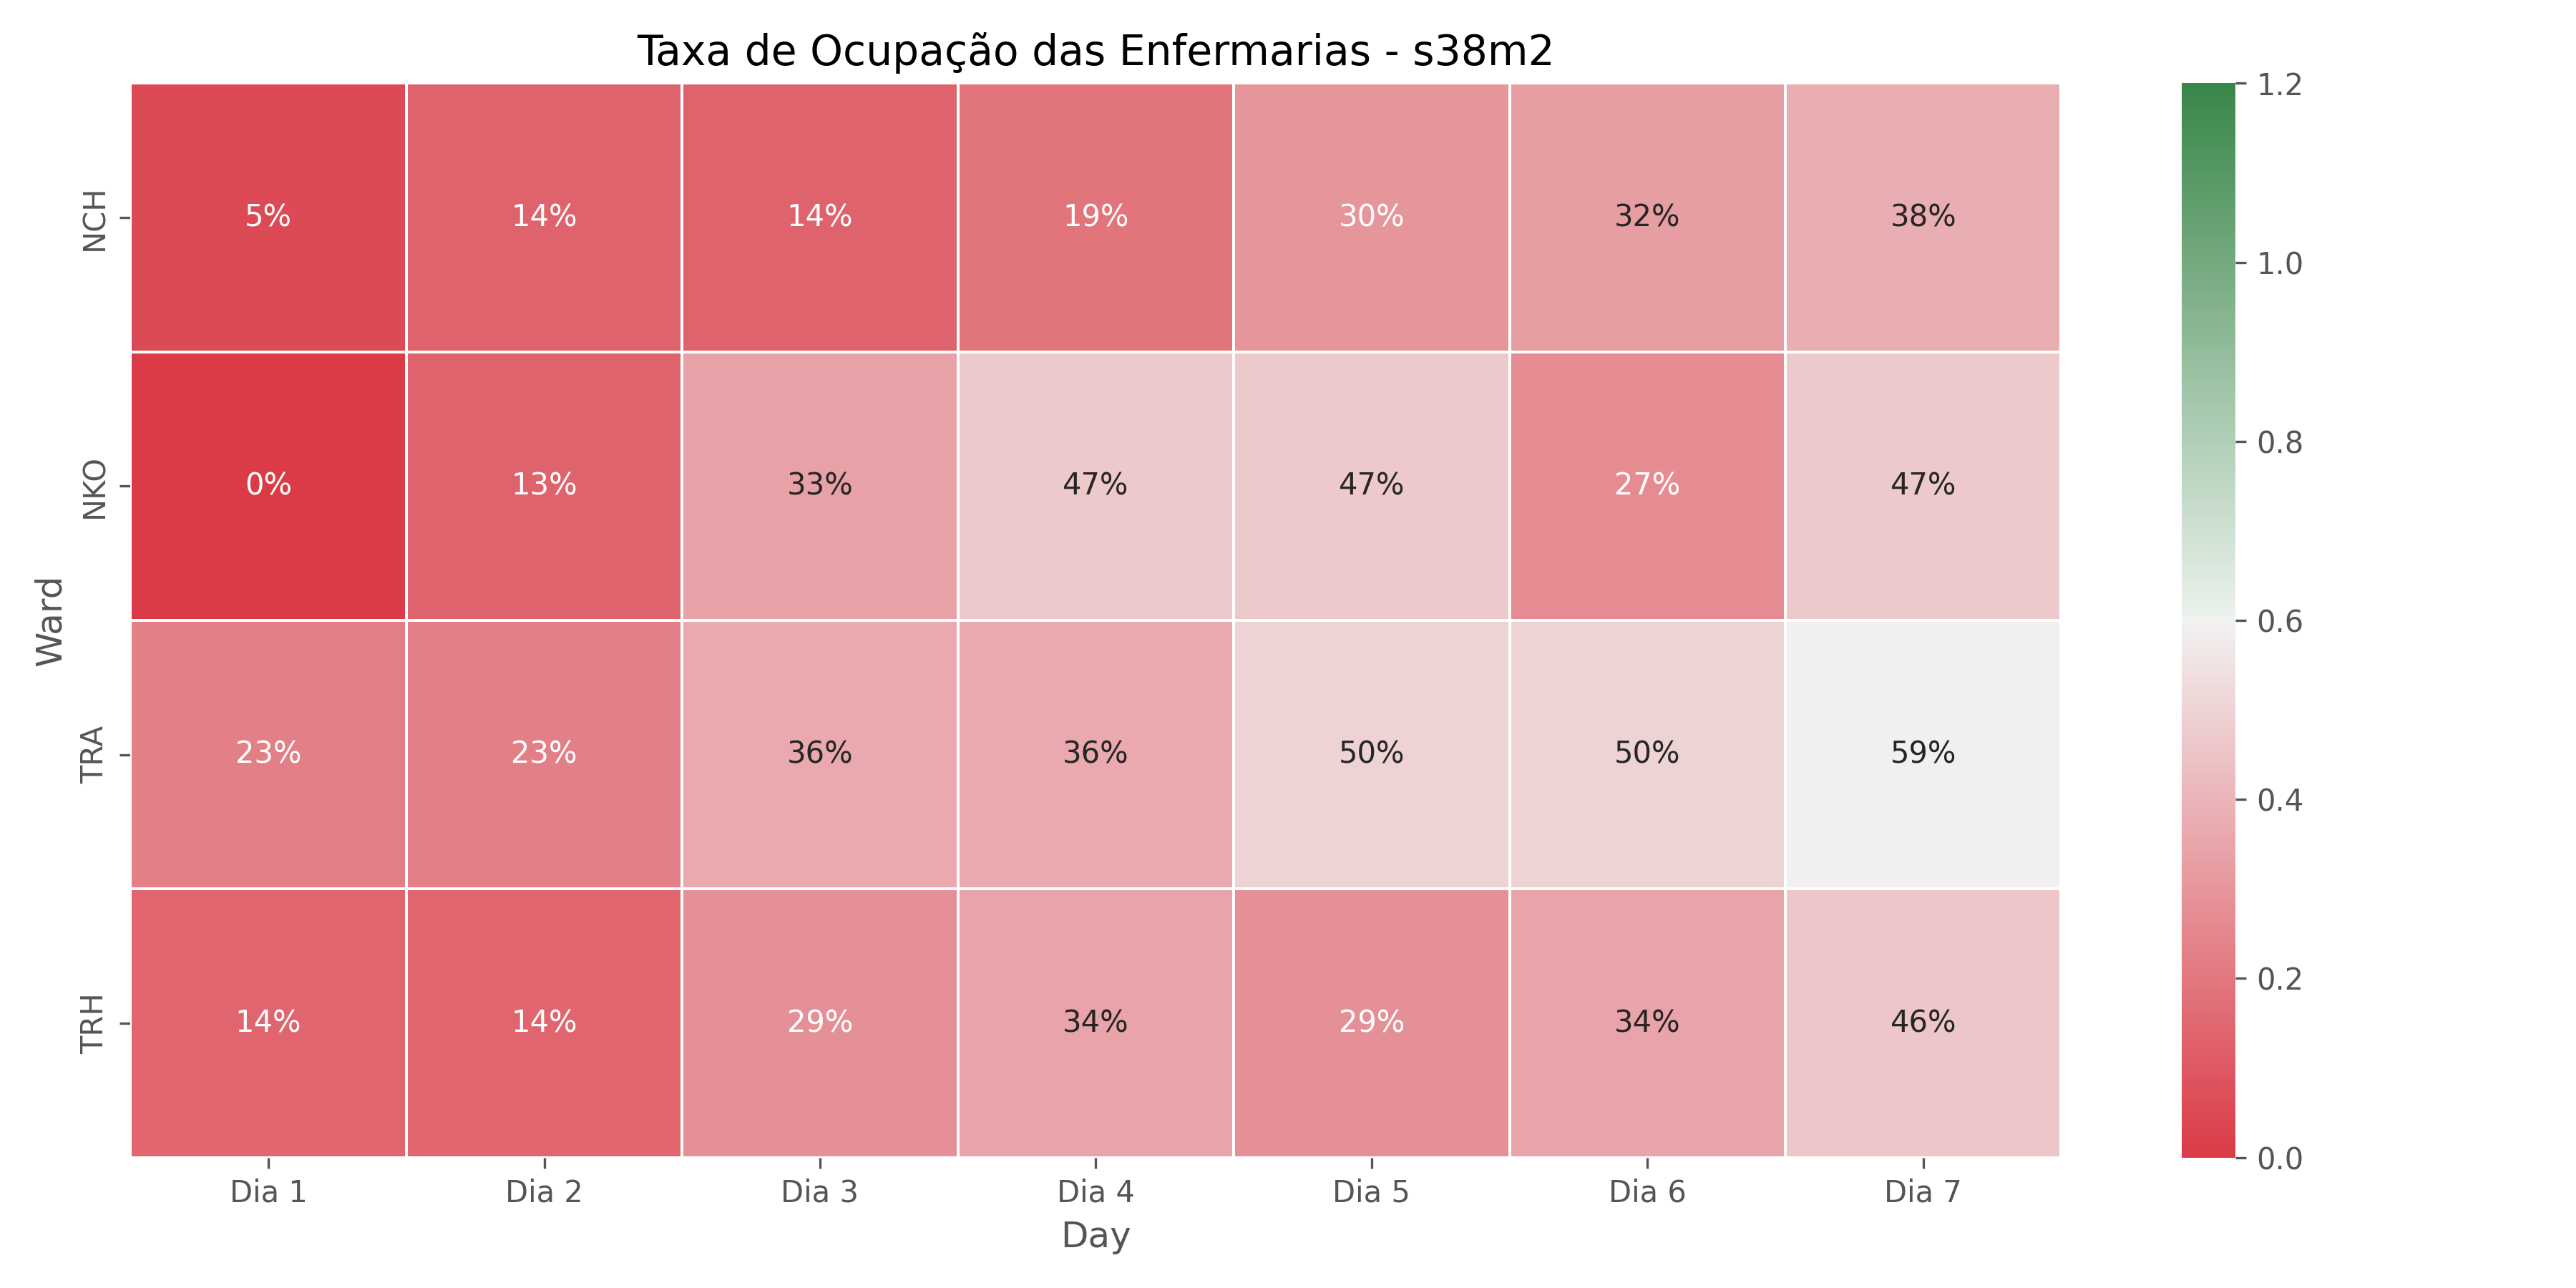 Taxa de Ocupação das Enfermarias - s38m2
Ward
NCH 5% 14% 14% 19% 30% 32% 38%
NKO 0% 13% 33% 47% 47% 27% 47%
TRA 23% 23% 36% 36% 50% 50% 59%
TRH 14% 14% 29% 34% 29% 34% 46%
Dia 1 Dia 2 Dia 3 Dia 4 Dia 5 Dia 6 Dia 7
Day
1.2
1.0
0.8
0.6
0.4
0.2
0.0